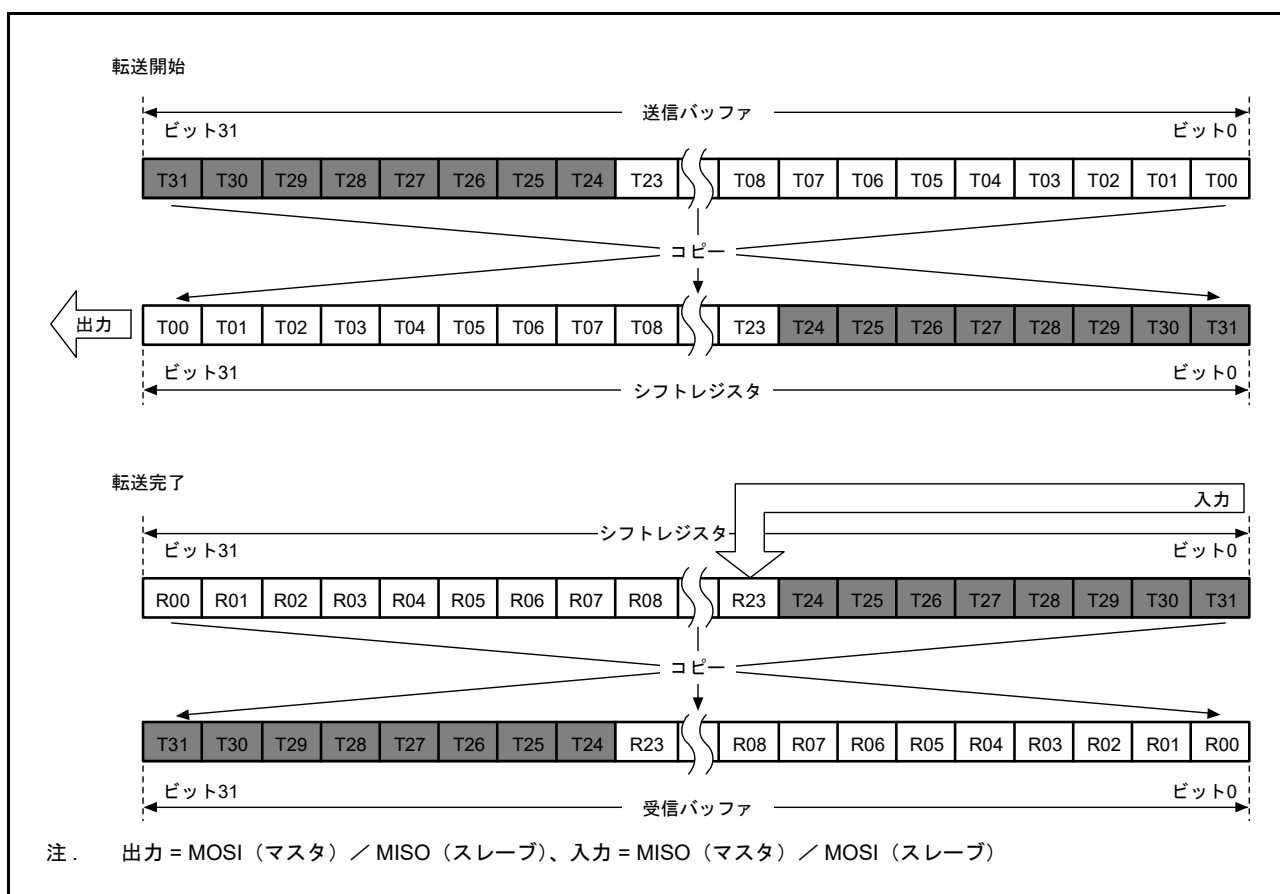 転送開始
送信バッファ
ビット31 ビット0
T31 T30 T29 T28 T27 T26 T25 T24 T23 T08 T07 T06 T05 T04 T03 T02 T01 T00
コピー
出力 T00 T01 T02 T03 T04 T05 T06 T07 T08 T23 T24 T25 T26 T27 T28 T29 T30 T31
ビット31 ビット0
シフトレジスタ
転送完了
入力
シフトレジスタ
ビット31 ビット0
R00 R01 R02 R03 R04 R05 R06 R07 R08 R23 T24 T25 T26 T27 T28 T29 T30 T31
コピー
T31 T30 T29 T28 T27 T26 T25 T24 R23 R08 R07 R06 R05 R04 R03 R02 R01 R00
ビット31 ビット0
受信バッファ
注． 出力 = MOSI（マスタ）／ MISO（スレーブ）、入力 = MISO（マスタ）／ MOSI（スレーブ）